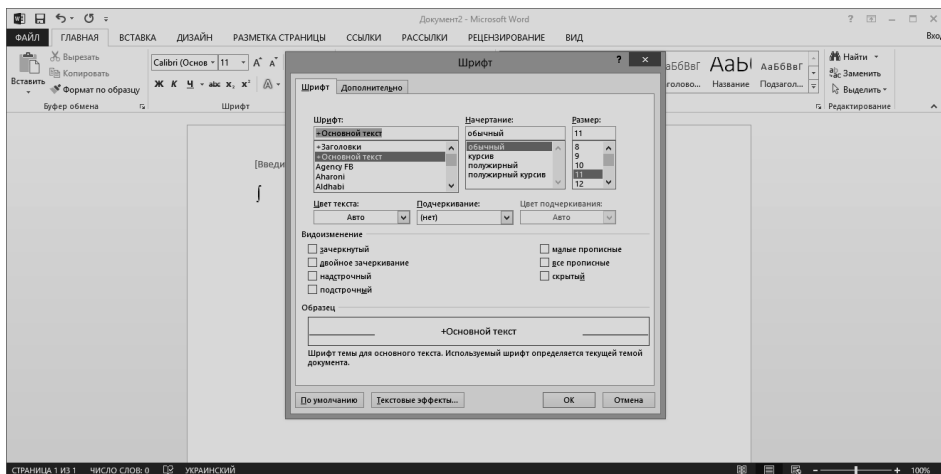 Документ2 - Microsoft Word
ФАЙЛ ГЛАВНАЯ ВСТАВКА ДИЗАЙН РАЗМЕТКА СТРАНИЦЫ ССЫЛКИ РАССЫЛКИ РЕЦЕНЗИРОВАНИЕ ВИД Вхо
Вставить
Вырезать
Копировать
Формат по образцу
Буфер обмена
Calibri (Основ 11
Ж К Ч abc x₂ x²
Шрифт
АаБбВвГ
Название Подзагол...
Найти
Заменить
Выделить
Редактирование
[Введи
∫
Шрифт
Шрифт Дополнительно
Шрифт: Начертание: Размер:
+Основной текст обычный 11
+Заголовки
+Основной текст
Agency FB
Aharoni
Aldhabi
обычный
курсив
полужирный
полужирный курсив
8
9
10
11
12
Цвет текста: Подчеркивание: Цвет подчеркивания:
Авто (нет) Авто
Видоизменение
зачеркнутый
двойное зачеркивание
надстрочный
подстрочный
малые прописные
все прописные
скрытый
Образец
+Основной текст
Шрифт темы для основного текста. Используемый шрифт определяется текущей темой
документа.
По умолчанию Текстовые эффекты... ОК Отмена
СТРАНИЦА 1 ИЗ 1 ЧИСЛО СЛОВ: 0 УКРАИНСКИЙ 100%